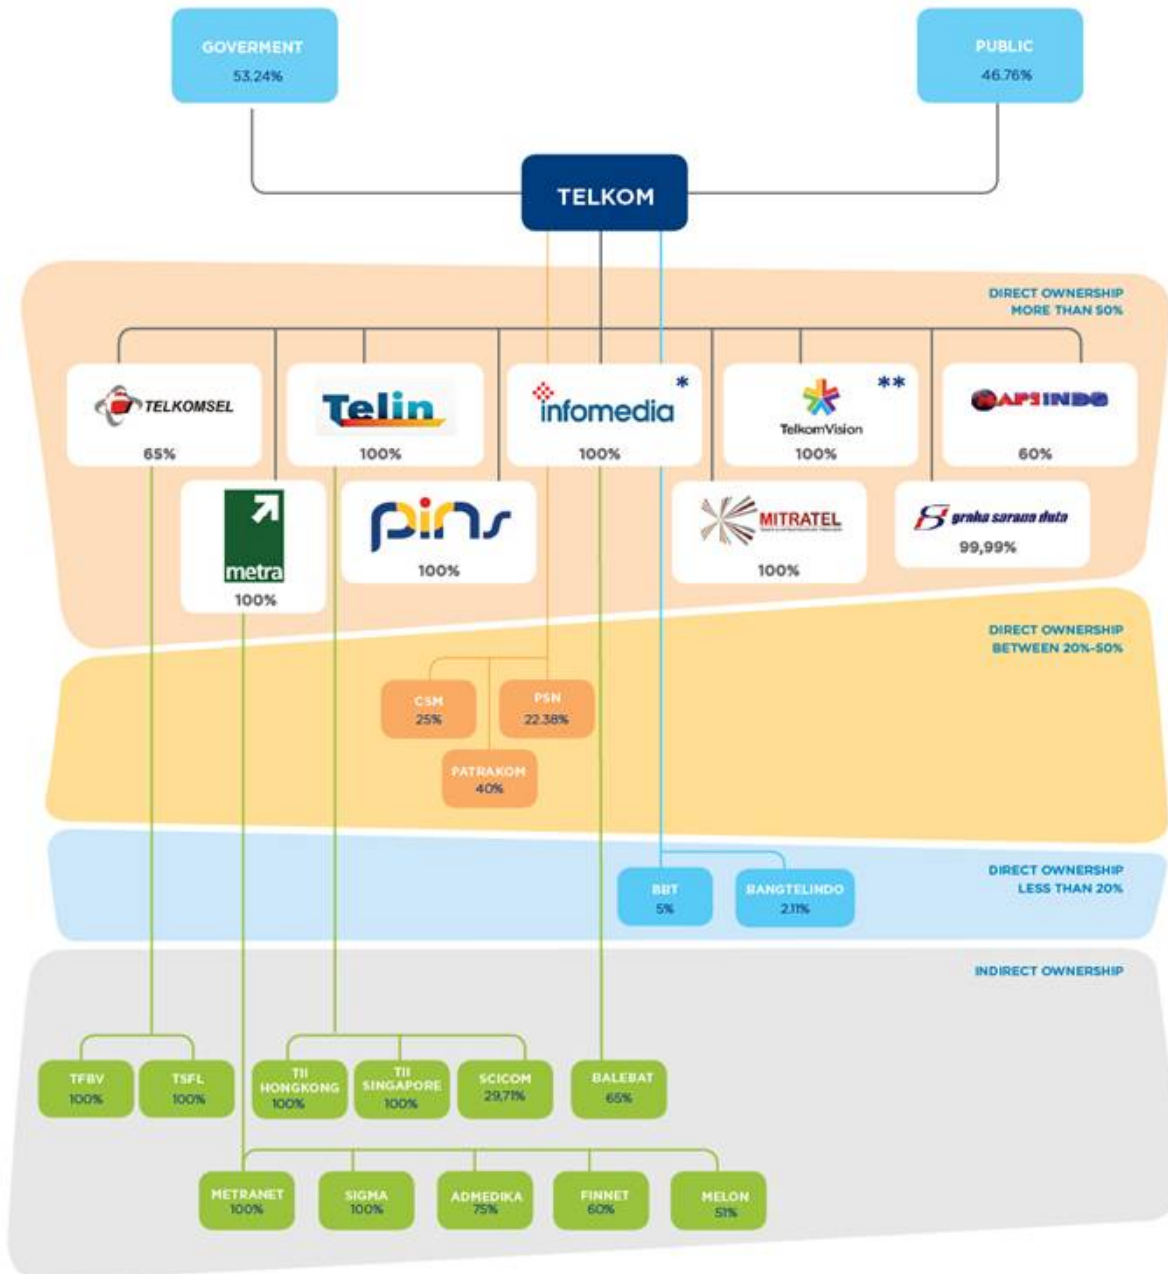 GOVERMENT
53.24%
PUBLIC
46.76%
TELKOM
DIRECT OWNERSHIP
MORE THAN 50%
TELKOMSEL
65%
Telin
100%
infomedia *
100%
**
TelkomVision
100%
60%
metra
100%
pins
100%
MITRATEL
100%
graha sarana duta
99,99%
DIRECT OWNERSHIP
BETWEEN 20%-50%
CSM
25%
PSN
22.38%
PATRAKOM
40%
DIRECT OWNERSHIP
LESS THAN 20%
BBT
5%
BANGTELINDO
2.11%
INDIRECT OWNERSHIP
TFBV
100%
TSFL
100%
TII
HONGKONG
100%
TII
SINGAPORE
100%
SCICOM
29,71%
BALEBAT
65%
METRANET
100%
SIGMA
100%
ADMEDIKA
75%
FINNET
60%
MELON
51%